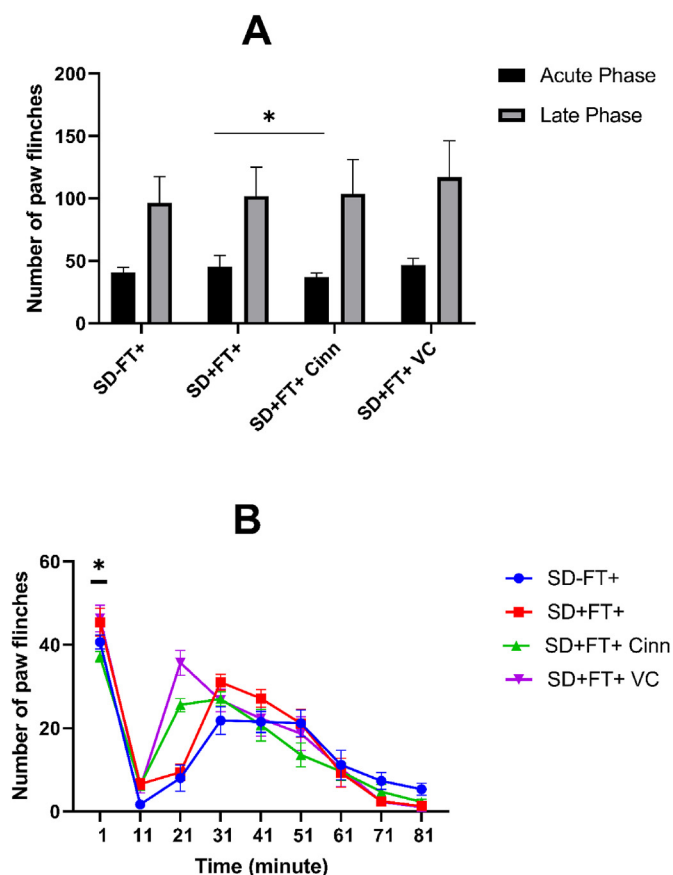 A
Number of paw flinches
200
150
100
50
0
*
Acute Phase
Late Phase
SD-FT+
SD+FT+
SD+FT+ Cinn
SD+FT+ VC
B
Number of paw flinches
60
40
20
0
*
SD-FT+
SD+FT+
SD+FT+ Cinn
SD+FT+ VC
1 11 21 31 41 51 61 71 81
Time (minute)